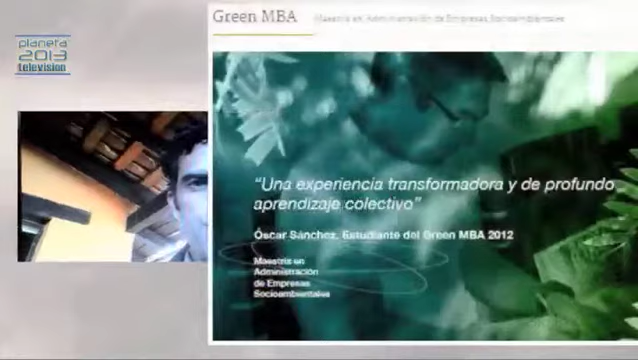 planeta
2013
television
Green MBA
Maestría en Administración de Empresas Socioambientales
“Una experiencia transformadora y de profundo
aprendizaje colectivo”
Óscar Sánchez, Estudiante del Green MBA 2012
Maestría en
Administración
de Empresas
Socioambientales